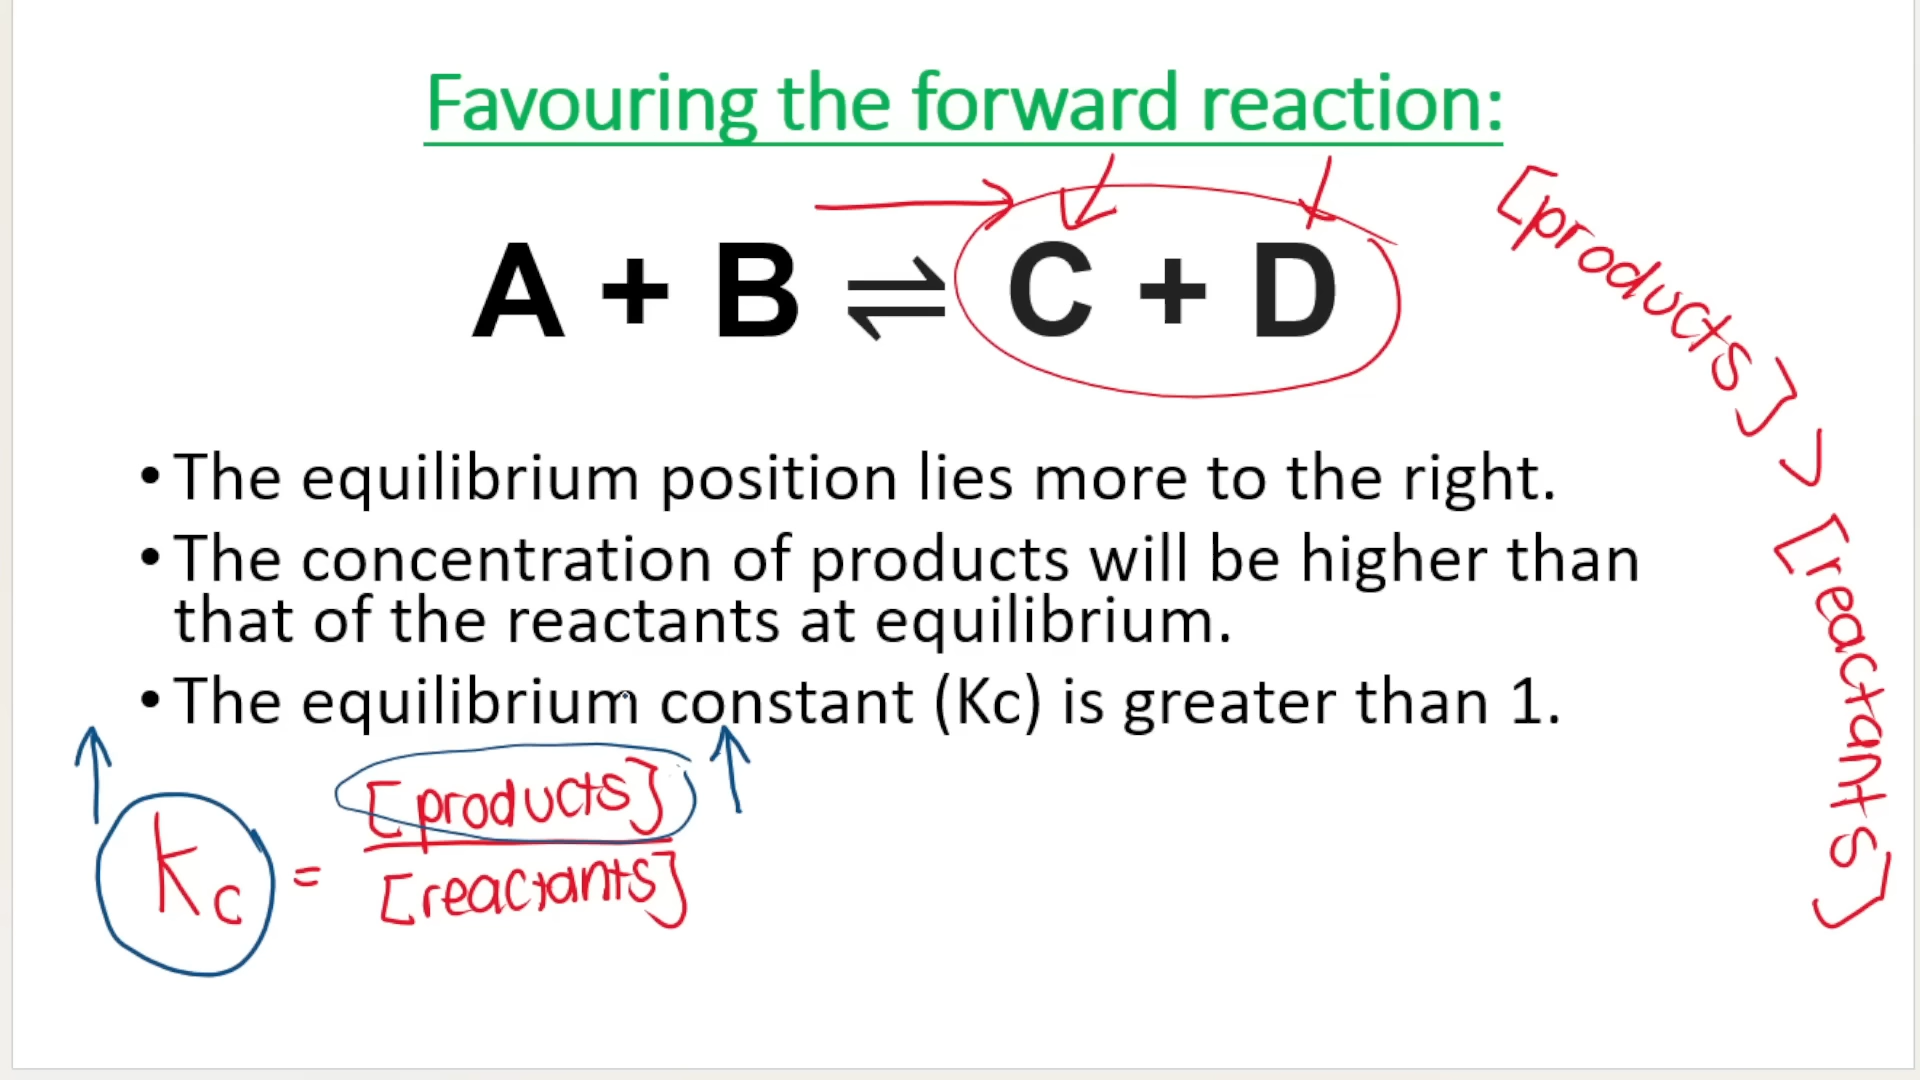 Favouring the forward reaction:
A + B ⇌ C + D
[products] > [reactants]
• The equilibrium position lies more to the right.
• The concentration of products will be higher than
that of the reactants at equilibrium.
• The equilibrium constant (Kc) is greater than 1.
Kc = [products]
[reactants]